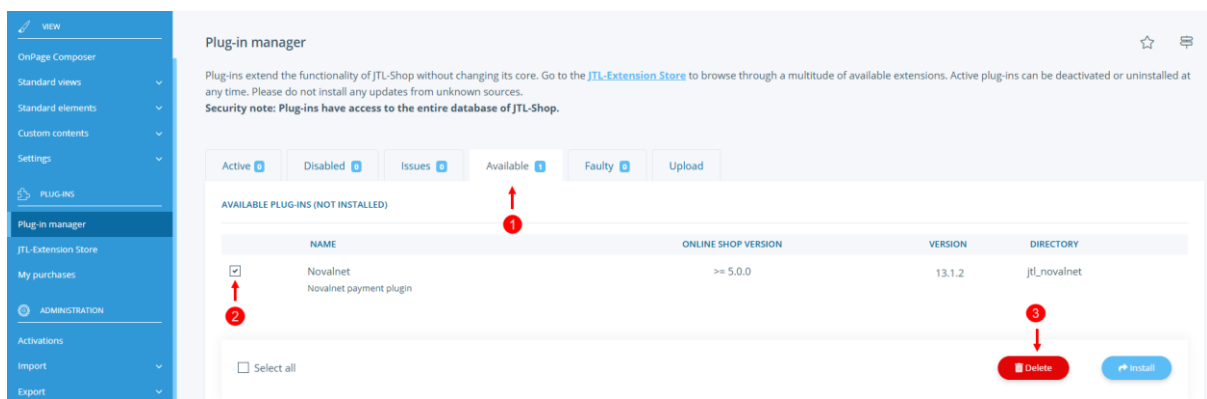 VIEW
OnPage Composer
Standard views
Standard elements
Custom contents
Settings
PLUG-INS
Plug-in manager
JTL-Extension Store
My purchases
ADMINISTRATION
Activations
Import
Export
Plug-in manager
Plug-ins extend the functionality of JTL-Shop without changing its core. Go to the JTL-Extension Store to browse through a multitude of available extensions. Active plug-ins can be deactivated or uninstalled at
any time. Please do not install any updates from unknown sources.
Security note: Plug-ins have access to the entire database of JTL-Shop.
Active 0 Disabled 0 Issues 0 Available 1 Faulty 0 Upload
AVAILABLE PLUG-INS (NOT INSTALLED)
1
NAME ONLINE SHOP VERSION VERSION DIRECTORY
Novalnet >= 5.0.0 13.1.2 jtl_novalnet
Novalnet payment plugin
2
3
Select all Delete Install